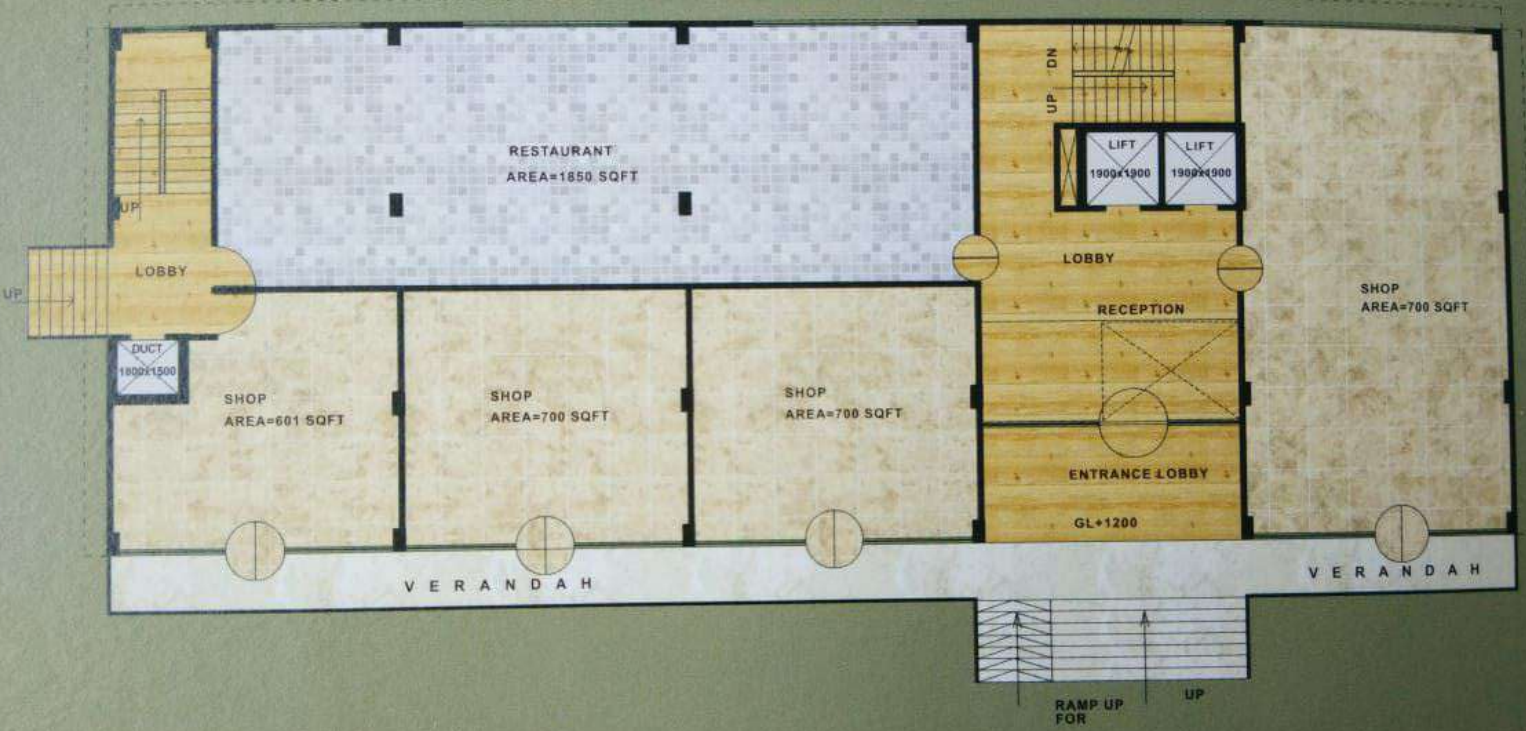 DN
UP
LIFT
1900x1900
LIFT
1900x1900
RESTAURANT
AREA=1850 SQFT
UP
LOBBY
UP
LOBBY
RECEPTION
SHOP
AREA=700 SQFT
DUCT
1800x1500
SHOP
AREA=601 SQFT
SHOP
AREA=700 SQFT
SHOP
AREA=700 SQFT
ENTRANCE LOBBY
GL+1200
VERANDAH
VERANDAH
RAMP UP
FOR
UP